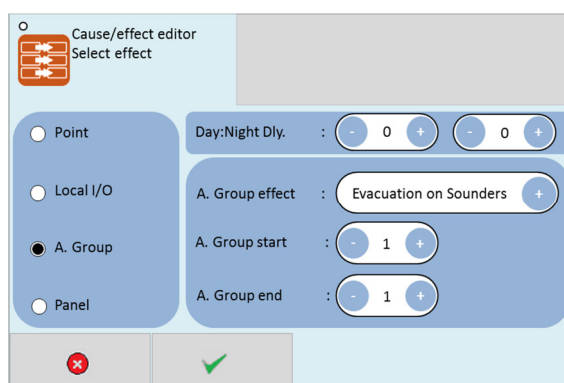 Cause/effect editor
Select effect
Point
Local I/O
A. Group
Panel
Day:Night Dly. : - 0 + - 0 +
A. Group effect : Evacuation on Sounders +
A. Group start : - 1 +
A. Group end : - 1 +